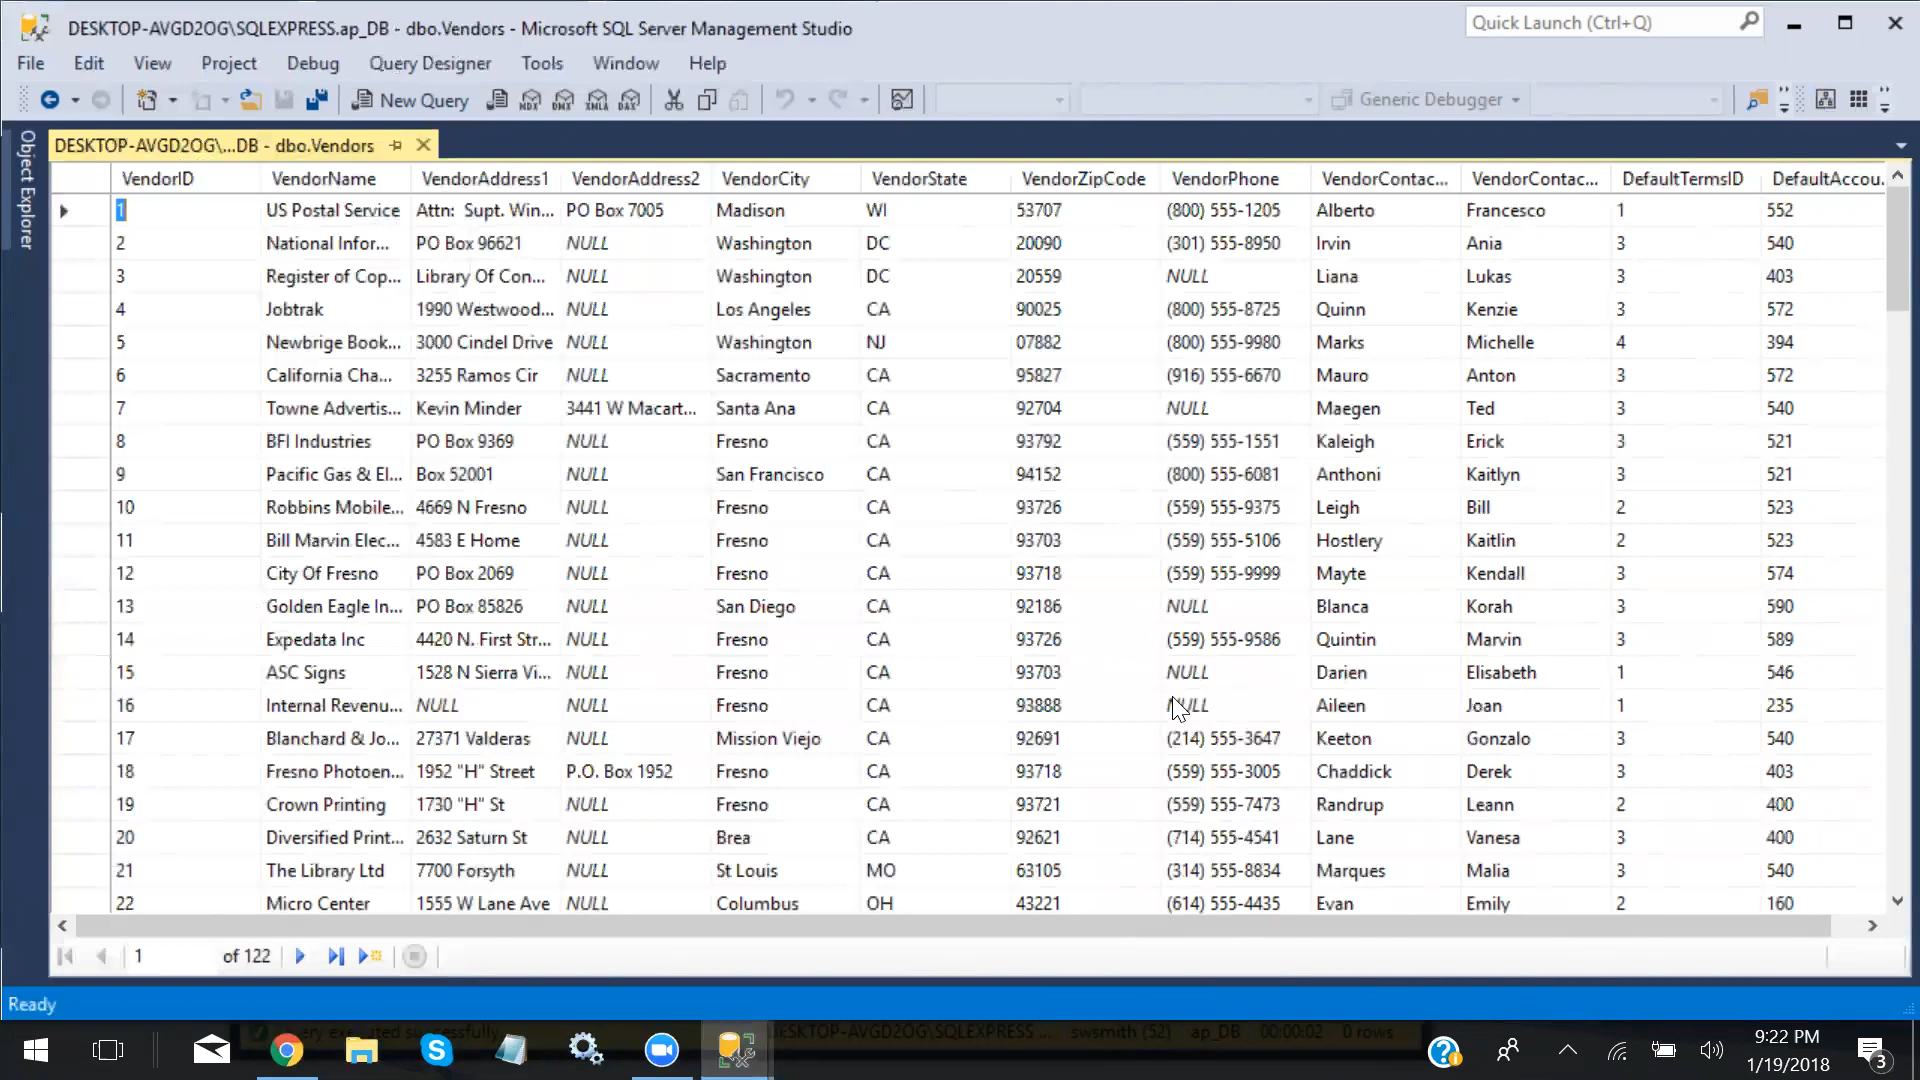 DESKTOP-AVGD2OG\SQLEXPRESS.ap_DB - dbo.Vendors - Microsoft SQL Server Management Studio
Quick Launch (Ctrl+Q)
File Edit View Project Debug Query Designer Tools Window Help
New Query MDX DMX XMLA DAX Generic Debugger
Object Explorer
DESKTOP-AVGD2OG\...DB - dbo.Vendors
VendorID VendorName VendorAddress1 VendorAddress2 VendorCity VendorState VendorZipCode VendorPhone VendorContac... VendorContac... DefaultTermsID DefaultAccou...
1 US Postal Service Attn: Supt. Win... PO Box 7005 Madison WI 53707 (800) 555-1205 Alberto Francesco 1 552
2 National Infor... PO Box 96621 NULL Washington DC 20090 (301) 555-8950 Irvin Ania 3 540
3 Register of Cop... Library Of Con... NULL Washington DC 20559 NULL Liana Lukas 3 403
4 Jobtrak 1990 Westwood... NULL Los Angeles CA 90025 (800) 555-8725 Quinn Kenzie 3 572
5 Newbrige Book... 3000 Cindel Drive NULL Washington NJ 07882 (800) 555-9980 Marks Michelle 4 394
6 California Cha... 3255 Ramos Cir NULL Sacramento CA 95827 (916) 555-6670 Mauro Anton 3 572
7 Towne Advertis... Kevin Minder 3441 W Macart... Santa Ana CA 92704 NULL Maegen Ted 3 540
8 BFI Industries PO Box 9369 NULL Fresno CA 93792 (559) 555-1551 Kaleigh Erick 3 521
9 Pacific Gas & El... Box 52001 NULL San Francisco CA 94152 (800) 555-6081 Anthoni Kaitlyn 3 521
10 Robbins Mobile... 4669 N Fresno NULL Fresno CA 93726 (559) 555-9375 Leigh Bill 2 523
11 Bill Marvin Elec... 4583 E Home NULL Fresno CA 93703 (559) 555-5106 Hostlery Kaitlin 2 523
12 City Of Fresno PO Box 2069 NULL Fresno CA 93718 (559) 555-9999 Mayte Kendall 3 574
13 Golden Eagle In... PO Box 85826 NULL San Diego CA 92186 NULL Blanca Korah 3 590
14 Expedata Inc 4420 N. First Str... NULL Fresno CA 93726 (559) 555-9586 Quintin Marvin 3 589
15 ASC Signs 1528 N Sierra Vi... NULL Fresno CA 93703 NULL Darien Elisabeth 1 546
16 Internal Revenu... NULL NULL Fresno CA 93888 NULL Aileen Joan 1 235
17 Blanchard & Jo... 27371 Valderas NULL Mission Viejo CA 92691 (214) 555-3647 Keeton Gonzalo 3 540
18 Fresno Photoen... 1952 "H" Street P.O. Box 1952 Fresno CA 93718 (559) 555-3005 Chaddick Derek 3 403
19 Crown Printing 1730 "H" St NULL Fresno CA 93721 (559) 555-7473 Randrup Leann 2 400
20 Diversified Print... 2632 Saturn St NULL Brea CA 92621 (714) 555-4541 Lane Vanesa 3 400
21 The Library Ltd 7700 Forsyth NULL St Louis MO 63105 (314) 555-8834 Marques Malia 3 540
22 Micro Center 1555 W Lane Ave NULL Columbus OH 43221 (614) 555-4435 Evan Emily 2 160
1 of 122
Ready
successfully. ESKTOP-AVGD2OG\SQLEXPRESS ... swsmith (52) ap_DB 00:00:02 0 rows
9:22 PM
1/19/2018
3